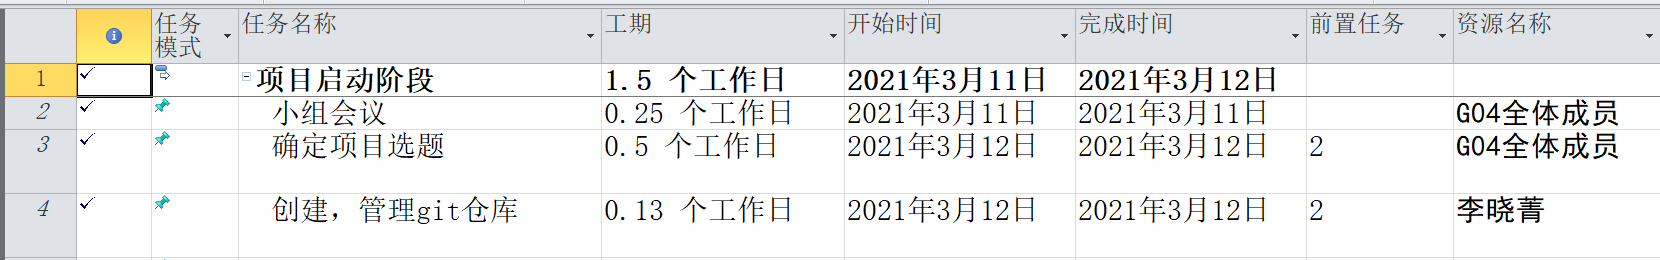 任务模式 任务名称 工期 开始时间 完成时间 前置任务 资源名称
1 项目启动阶段 1.5 个工作日 2021年3月11日 2021年3月12日
2 小组会议 0.25 个工作日 2021年3月11日 2021年3月11日 G04全体成员
3 确定项目选题 0.5 个工作日 2021年3月12日 2021年3月12日 2 G04全体成员
4 创建，管理git仓库 0.13 个工作日 2021年3月12日 2021年3月12日 2 李晓菁